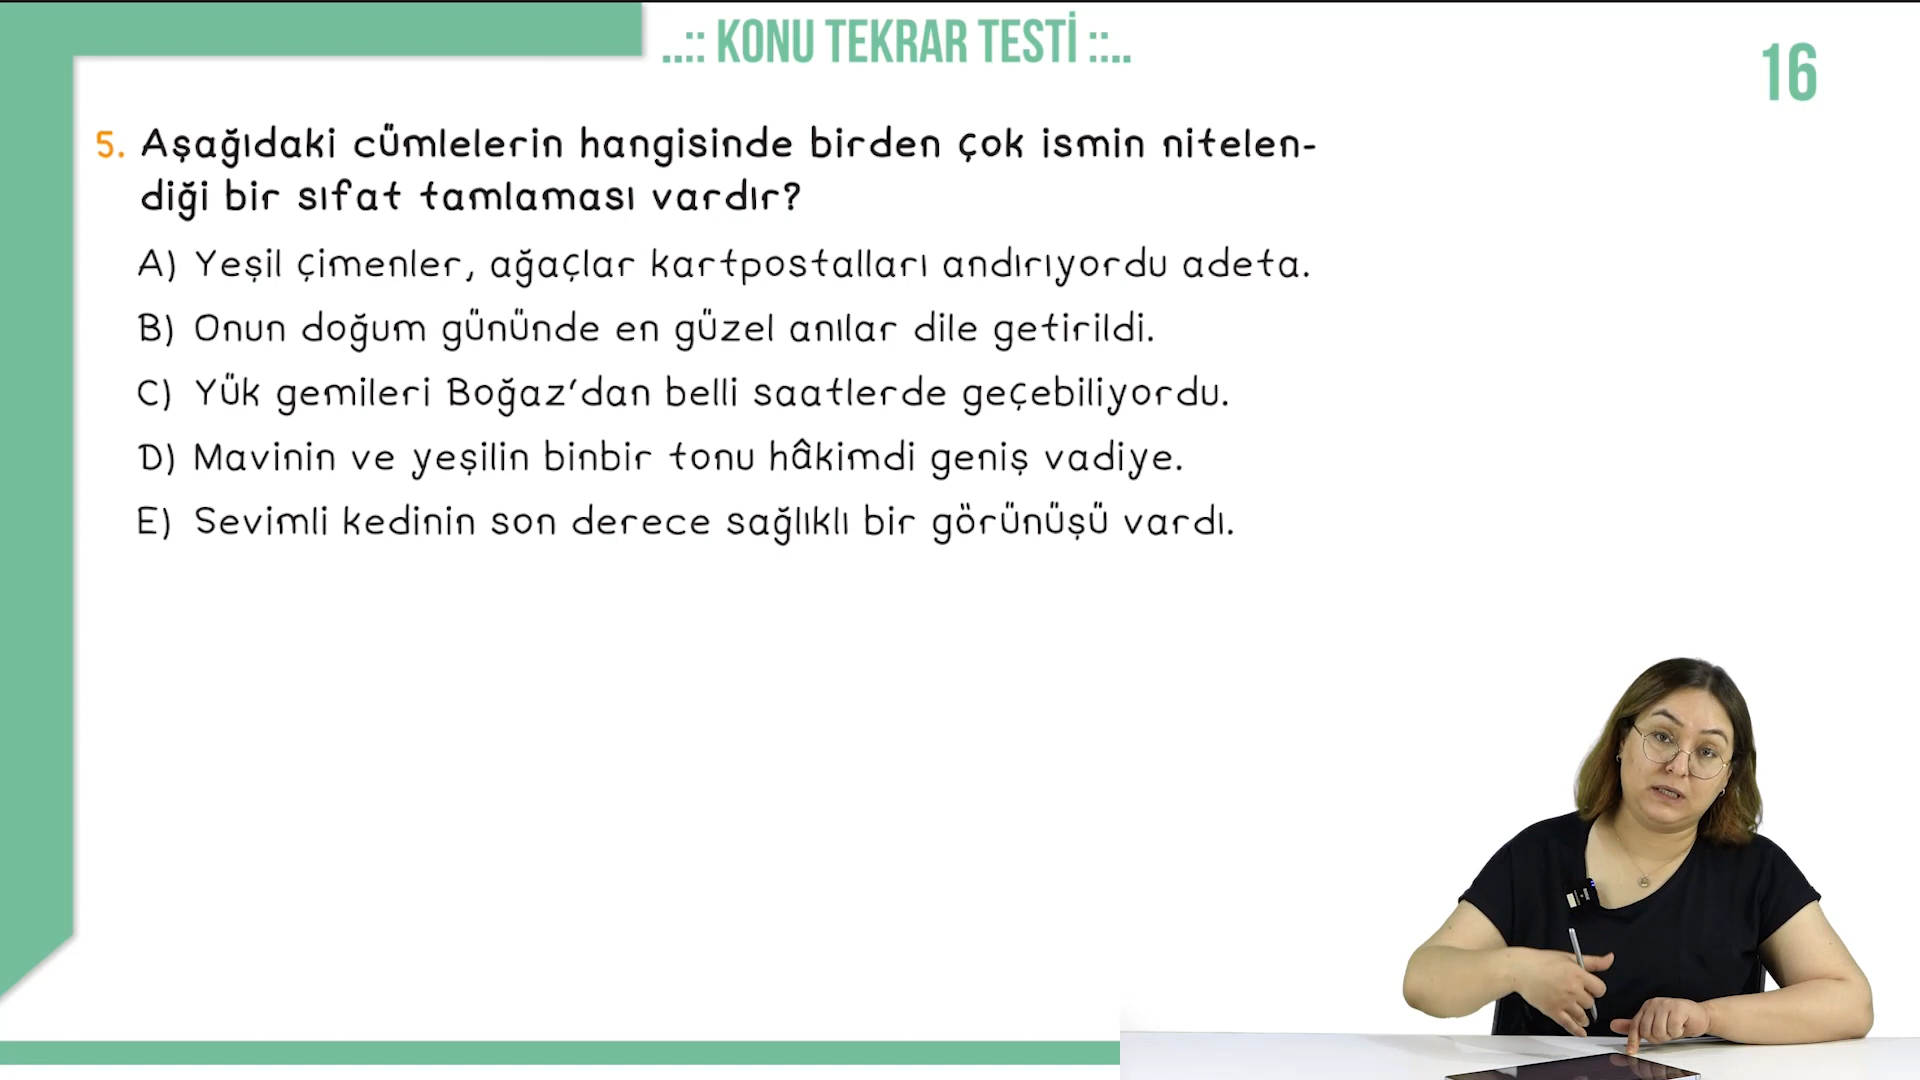 ..:: KONU TEKRAR TESTİ ::..
16
5. Aşağıdaki cümlelerin hangisinde birden çok ismin nitelen-
diği bir sıfat tamlaması vardır?
A) Yeşil çimenler, ağaçlar kartpostalları andırıyordu adeta.
B) Onun doğum gününde en güzel anılar dile getirildi.
C) Yük gemileri Boğaz’dan belli saatlerde geçebiliyordu.
D) Mavinin ve yeşilin binbir tonu hâkimdi geniş vadiye.
E) Sevimli kedinin son derece sağlıklı bir görünüşü vardı.